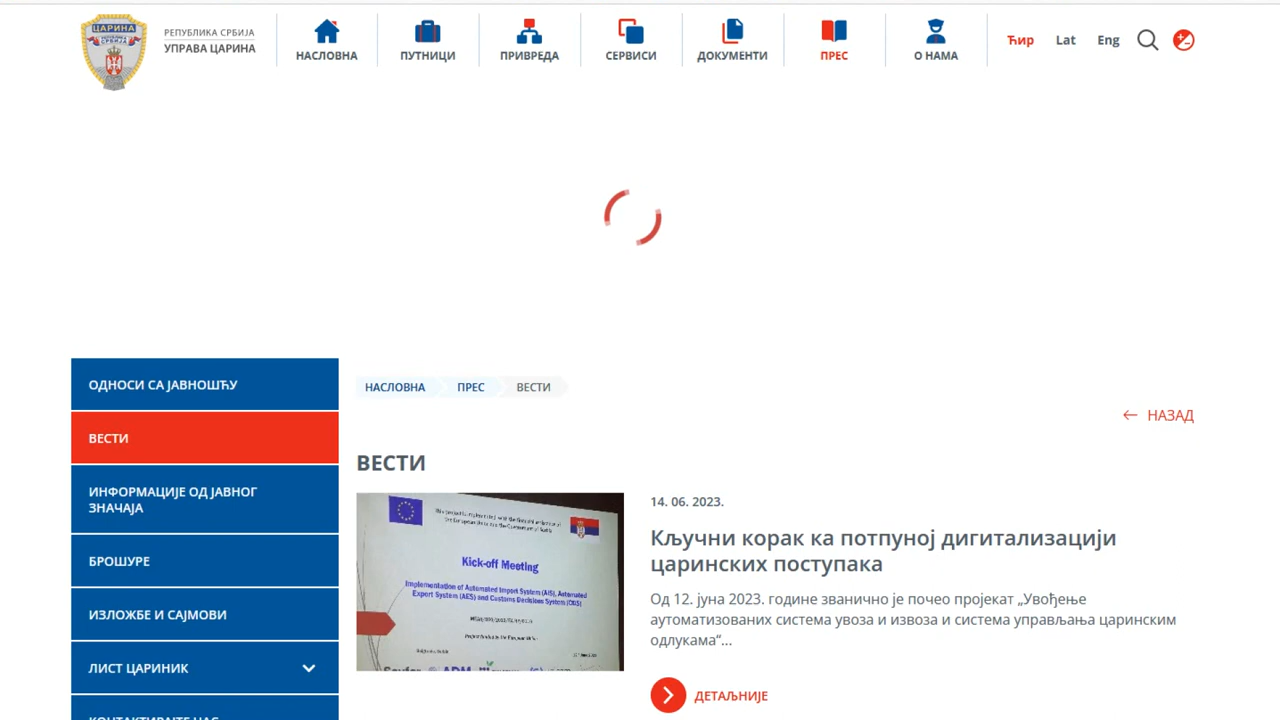 ЦАРИНА
РЕПУБЛИКА СРБИЈА
УПРАВА ЦАРИНА
НАСЛОВНА
ПУТНИЦИ
ПРИВРЕДА
СЕРВИСИ
ДОКУМЕНТИ
ПРЕС
О НАМА
Ћир
Lat
Eng
ОДНОСИ СА ЈАВНОШЋУ
ВЕСТИ
ИНФОРМАЦИЈЕ ОД ЈАВНОГ
ЗНАЧАЈА
БРОШУРЕ
ИЗЛОЖБЕ И САЈМОВИ
ЛИСТ ЦАРИНИК
КОНТАКТИРАЈТЕ НАС
НАСЛОВНА
ПРЕС
ВЕСТИ
НАЗАД
ВЕСТИ
Kick-off Meeting
Implementation of Automated Import System (AIS), Automated
Export System (AES) and Customs Decisions System (CDS)
14. 06. 2023.
Кључни корак ка потпуној дигитализацији
царинских поступака
Од 12. јуна 2023. године званично је почео пројекат „Увођење
аутоматизованих система увоза и извоза и система управљања царинским
одлукама“...
ДЕТАЉНИЈЕ